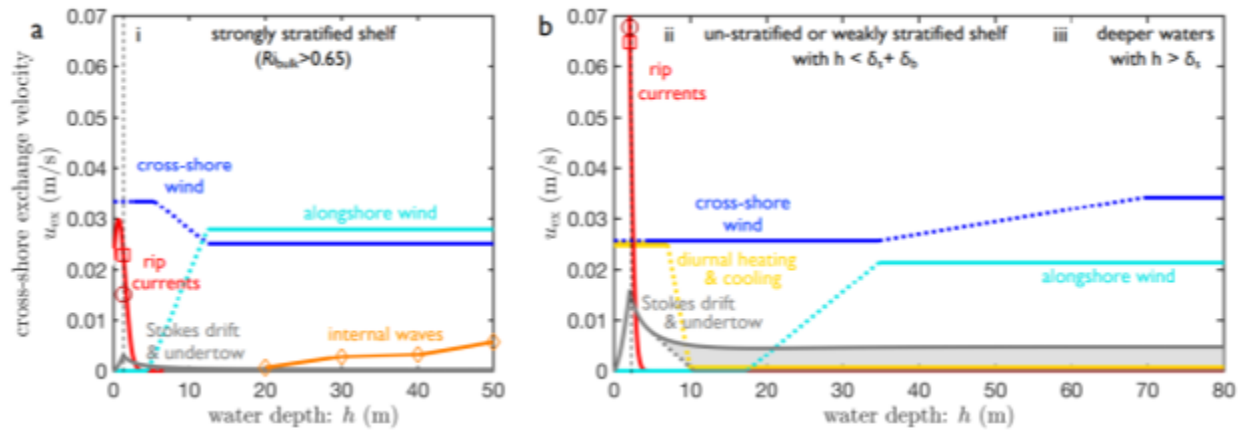 a
i
strongly stratified shelf
(Ri_bulk>0.65)
rip
currents
cross-shore
wind
alongshore wind
Stokes drift
& undertow
internal waves
cross-shore exchange velocity
u_ex (m/s)
0.07
0.06
0.05
0.04
0.03
0.02
0.01
0
0 10 20 30 40 50
water depth: h (m)
b
ii
un-stratified or weakly stratified shelf
with h < δ_s+ δ_b
iii
deeper waters
with h > δ_s
rip
currents
cross-shore
wind
diurnal heating
& cooling
alongshore wind
Stokes drift
& undertow
u_ex (m/s)
0.07
0.06
0.05
0.04
0.03
0.02
0.01
0
0 10 20 30 40 50 60 70 80
water depth: h (m)